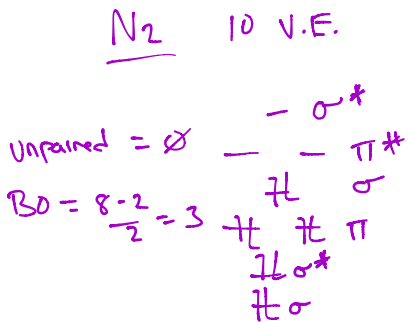 N2 10 V.E.
— σ*
unpaired = ∅ — — π*
⇅ σ
BO = 8-2/2 = 3 ⇅ ⇅ π
⇅ σ*
⇅ σ